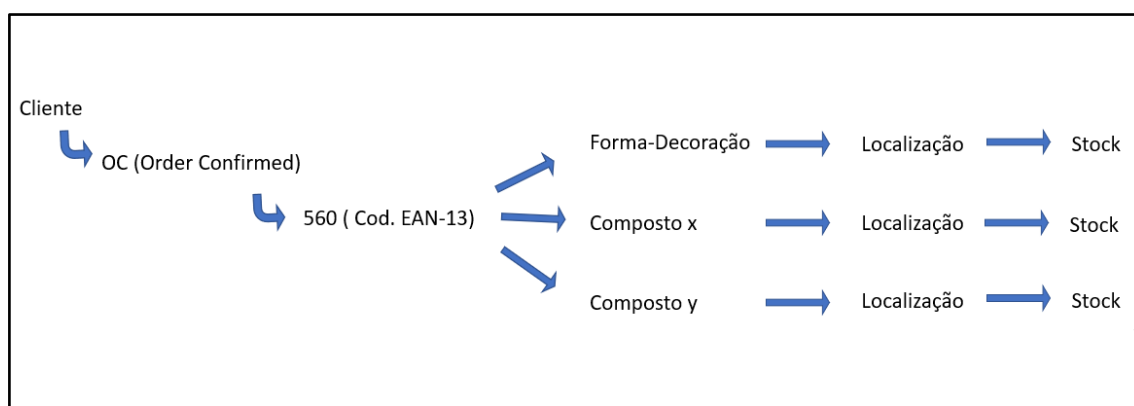 Cliente
OC (Order Confirmed)
560 ( Cod. EAN-13)
Forma-Decoração
Localização
Stock
Composto x
Localização
Stock
Composto y
Localização
Stock